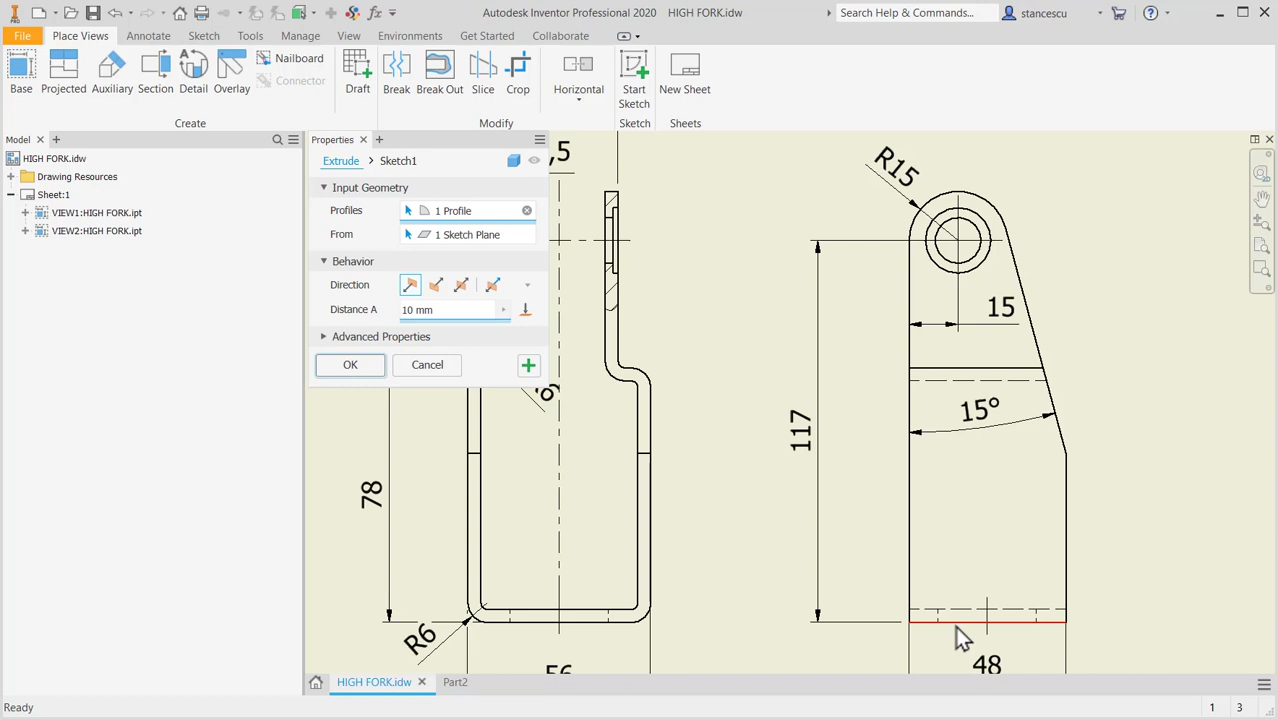 PRO
fx
Autodesk Inventor Professional 2020 HIGH FORK.idw
Search Help & Commands...
stancescu
File
Place Views
Annotate
Sketch
Tools
Manage
View
Environments
Get Started
Collaborate
Base
Projected
Auxiliary
Section
Detail
Overlay
Nailboard
Connector
Draft
Break
Break Out
Slice
Crop
Horizontal
Start
Sketch
New Sheet
Create
Modify
Sketch
Sheets
Model
HIGH FORK.idw
Drawing Resources
Sheet:1
VIEW1:HIGH FORK.ipt
VIEW2:HIGH FORK.ipt
Properties
Extrude > Sketch1
Input Geometry
Profiles
1 Profile
From
1 Sketch Plane
Behavior
Direction
Distance A
10 mm
Advanced Properties
OK
Cancel
,5
R15
15
15°
117
78
R6
56
48
HIGH FORK.idw
Part2
Ready
1
3